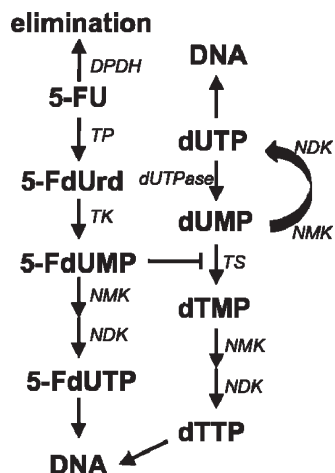 elimination
DPDH
5-FU
TP
5-FdUrd
TK
5-FdUMP
NMK
NDK
5-FdUTP
DNA
DNA
dUTP
NDK
dUTPase
dUMP
NMK
TS
dTMP
NMK
NDK
dTTP